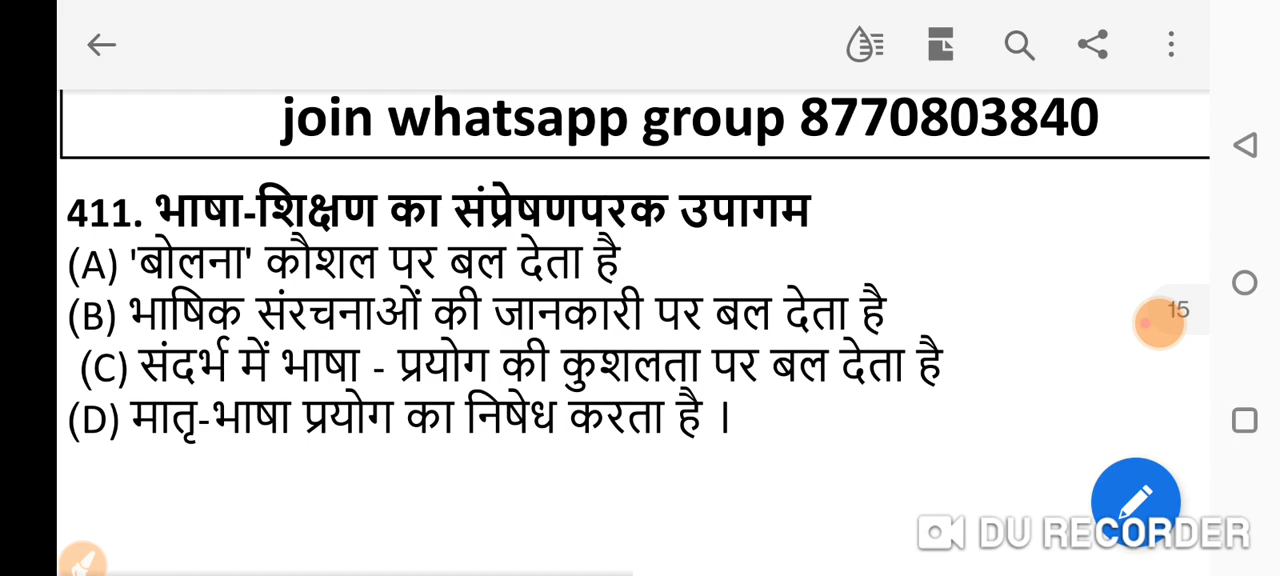 join whatsapp group 8770803840
411. भाषा-शिक्षण का संप्रेषणपरक उपागम
(A) 'बोलना' कौशल पर बल देता है
(B) भाषिक संरचनाओं की जानकारी पर बल देता है
15
(C) संदर्भ में भाषा - प्रयोग की कुशलता पर बल देता है
(D) मातृ-भाषा प्रयोग का निषेध करता है ।
DU RECORDER